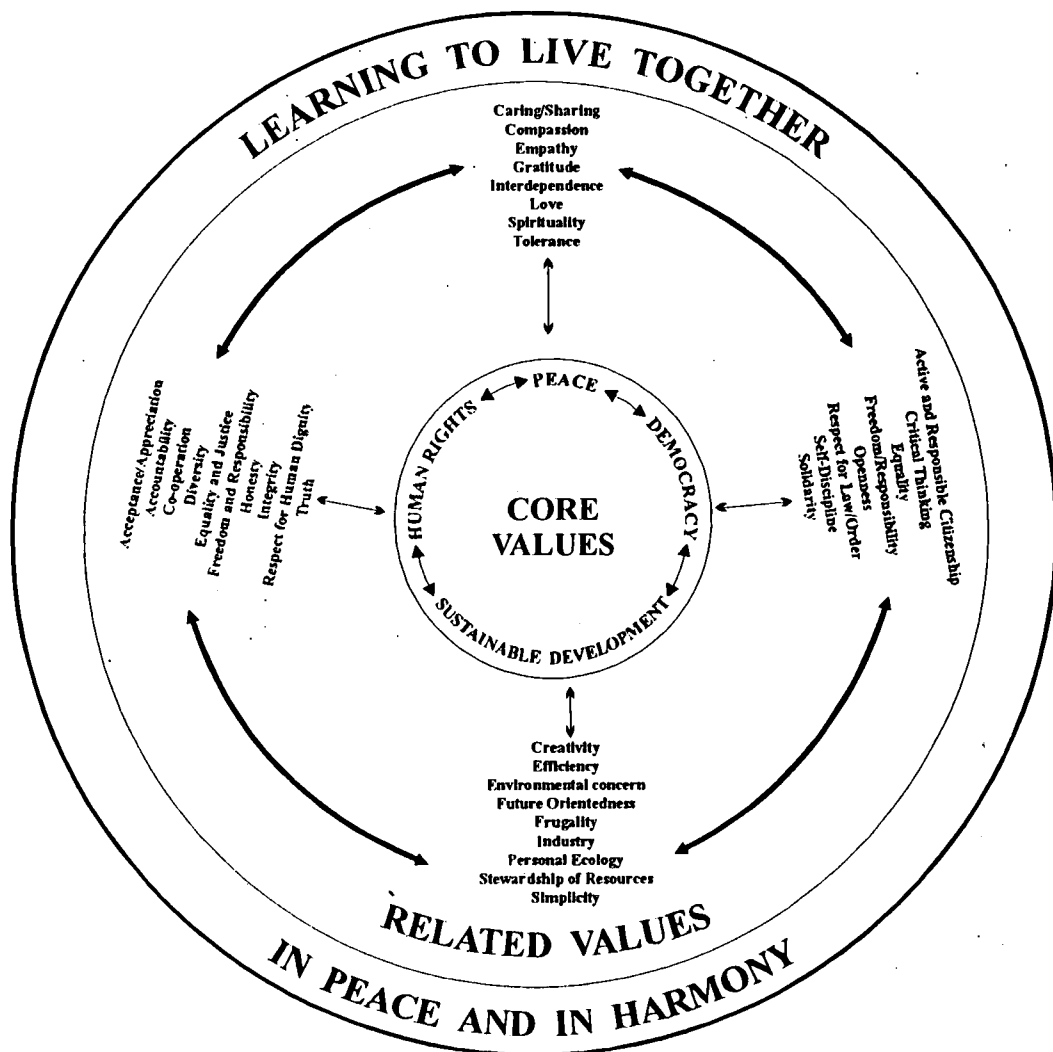 LEARNING TO LIVE TOGETHER
Caring/Sharing
Compassion
Empathy
Gratitude
Interdependence
Love
Spirituality
Tolerance
Acceptance/Appreciation
Accountability
Co-operation
Diversity
Equality and Justice
Freedom and Responsibility
Honesty
Integrity
Respect for Human Dignity
Truth
HUMAN RIGHTS
PEACE
DEMOCRACY
SUSTAINABLE DEVELOPMENT
CORE
VALUES
Active and Responsible Citizenship
Critical Thinking
Equality
Freedom/Responsibility
Openness
Respect for Law/Order
Self-Discipline
Solidarity
Creativity
Efficiency
Environmental concern
Future Orientedness
Frugality
Industry
Personal Ecology
Stewardship of Resources
Simplicity
RELATED VALUES
IN PEACE AND IN HARMONY